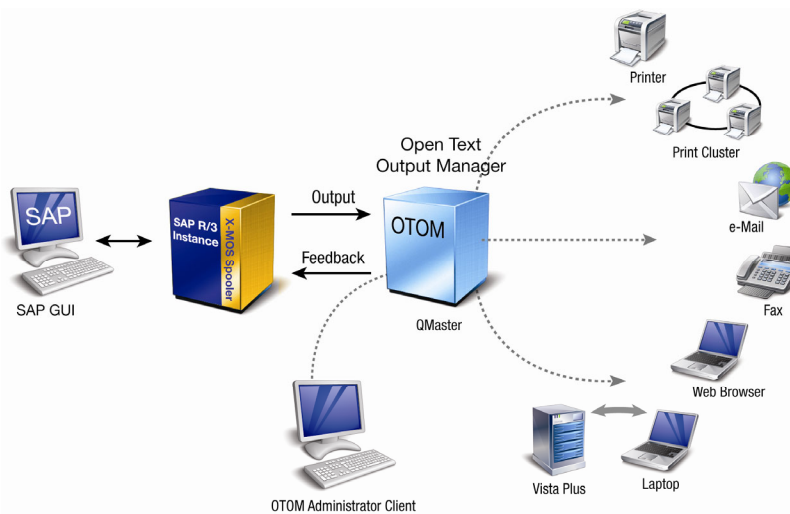 Printer
Print Cluster
Open Text
Output Manager
SAP
SAP GUI
SAP R/3
Instance
X-MOS Spooler
Output
Feedback
OTOM
QMaster
e-Mail
Fax
Web Browser
Vista Plus
Laptop
OTOM Administrator Client